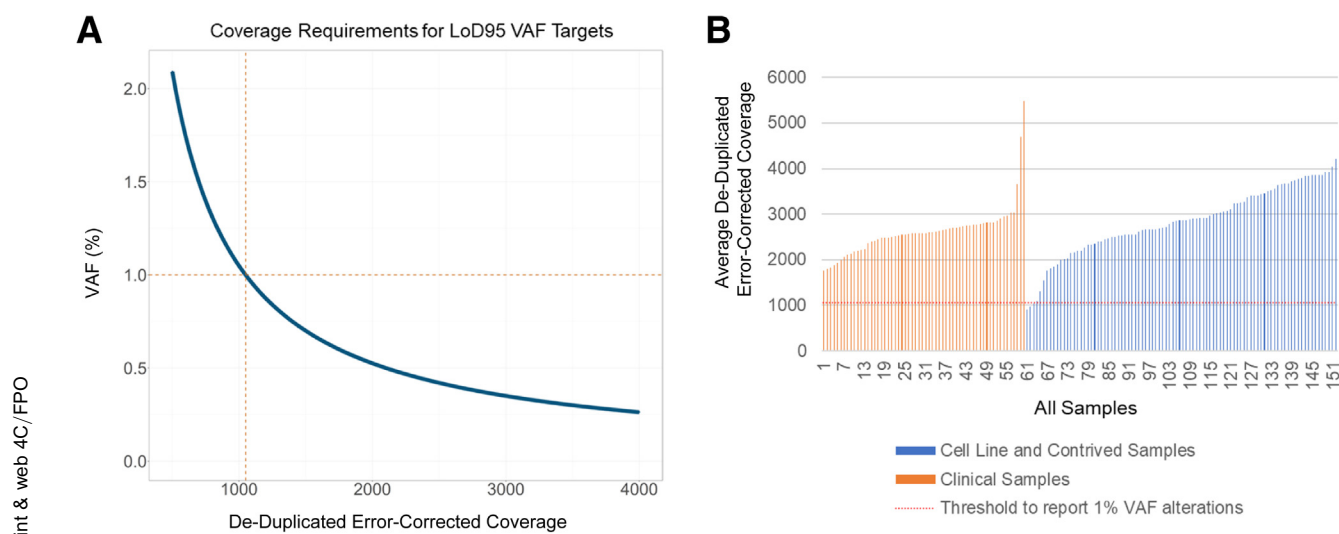 A
Coverage Requirements for LoD95 VAF Targets
VAF (%)
2.0
1.5
1.0
0.5
0.0
1000 2000 3000 4000
De-Duplicated Error-Corrected Coverage
int & web 4C/FPO
B
Average De-Duplicated
Error-Corrected Coverage
6000
5000
4000
3000
2000
1000
0
1 7 13 19 25 31 37 43 49 55 61 67 73 79 85 91 97 103 109 115 121 127 133 139 145 151
All Samples
Cell Line and Contrived Samples
Clinical Samples
Threshold to report 1% VAF alterations